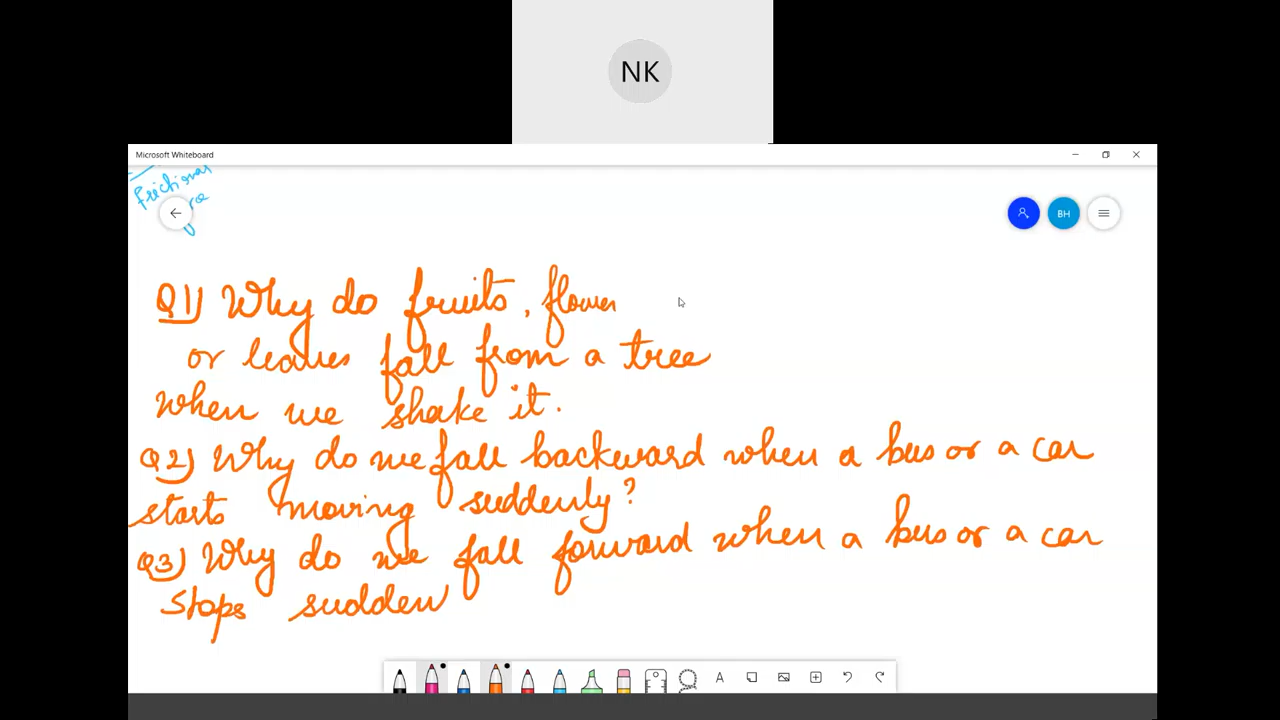 NK
Microsoft Whiteboard
frictional
BH
Q1) Why do fruits, flower
or leaves fall from a tree
when we shake it.
Q2) Why do we fall backward when a bus or a car
starts moving suddenly?
Q3) Why do we fall forward when a bus or a car
stops sudden
A